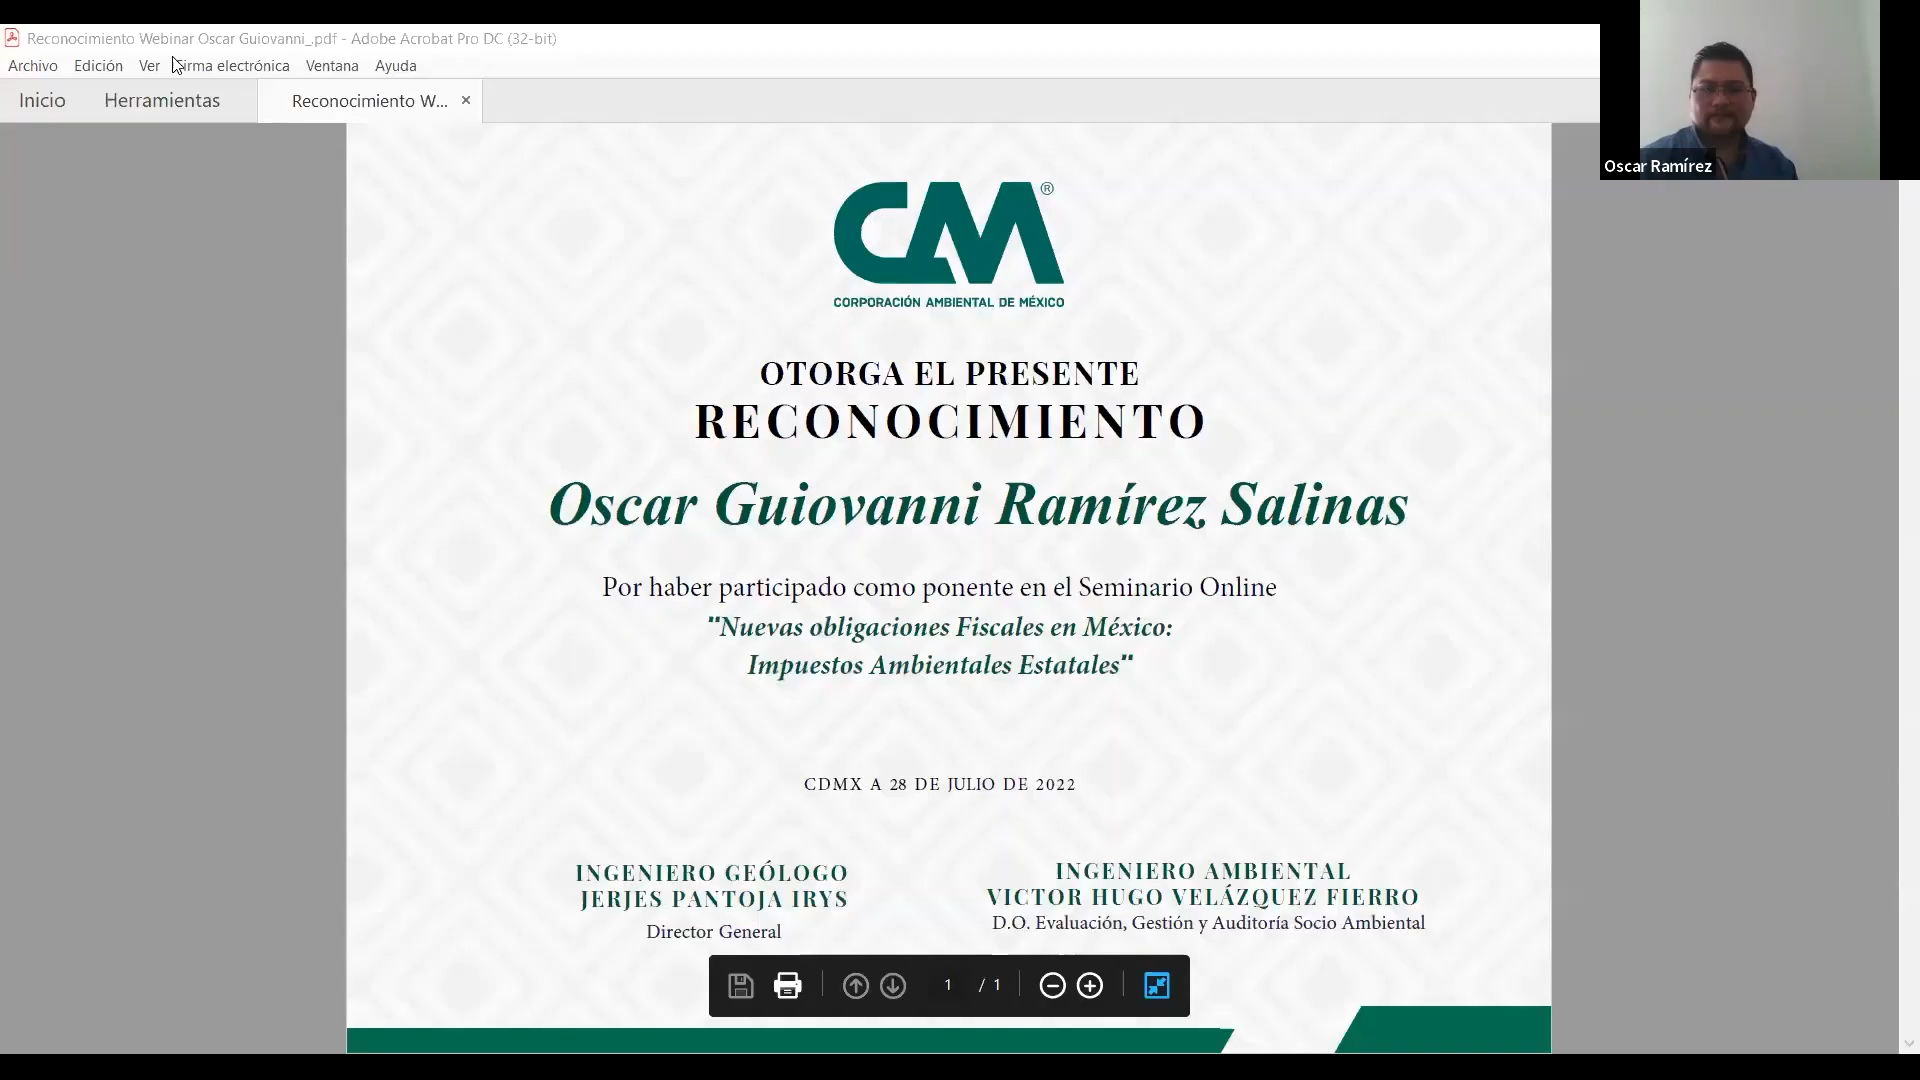 Reconocimiento Webinar Oscar Guiovanni_.pdf - Adobe Acrobat Pro DC (32-bit)
Archivo Edición Ver irma electrónica Ventana Ayuda
Inicio Herramientas Reconocimiento W... ×
Oscar Ramírez
CM®
CORPORACIÓN AMBIENTAL DE MÉXICO
OTORGA EL PRESENTE
RECONOCIMIENTO
Oscar Guiovanni Ramírez Salinas
Por haber participado como ponente en el Seminario Online
"Nuevas obligaciones Fiscales en México:
Impuestos Ambientales Estatales"
CDMX A 28 DE JULIO DE 2022
INGENIERO GEÓLOGO
JERJES PANTOJA IRYS
Director General
INGENIERO AMBIENTAL
VICTOR HUGO VELÁZQUEZ FIERRO
D.O. Evaluación, Gestión y Auditoría Socio Ambiental
1 / 1